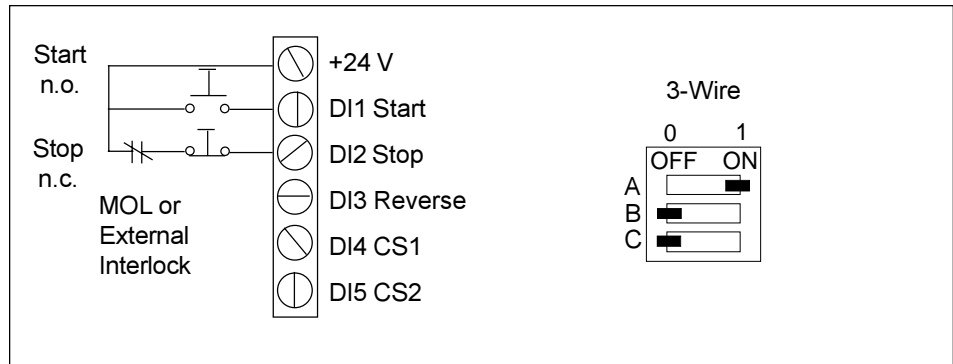 Start
n.o.
Stop
n.c.
MOL or
External
Interlock
+24 V
DI1 Start
DI2 Stop
DI3 Reverse
DI4 CS1
DI5 CS2
3-Wire
0 1
OFF ON
A
B
C